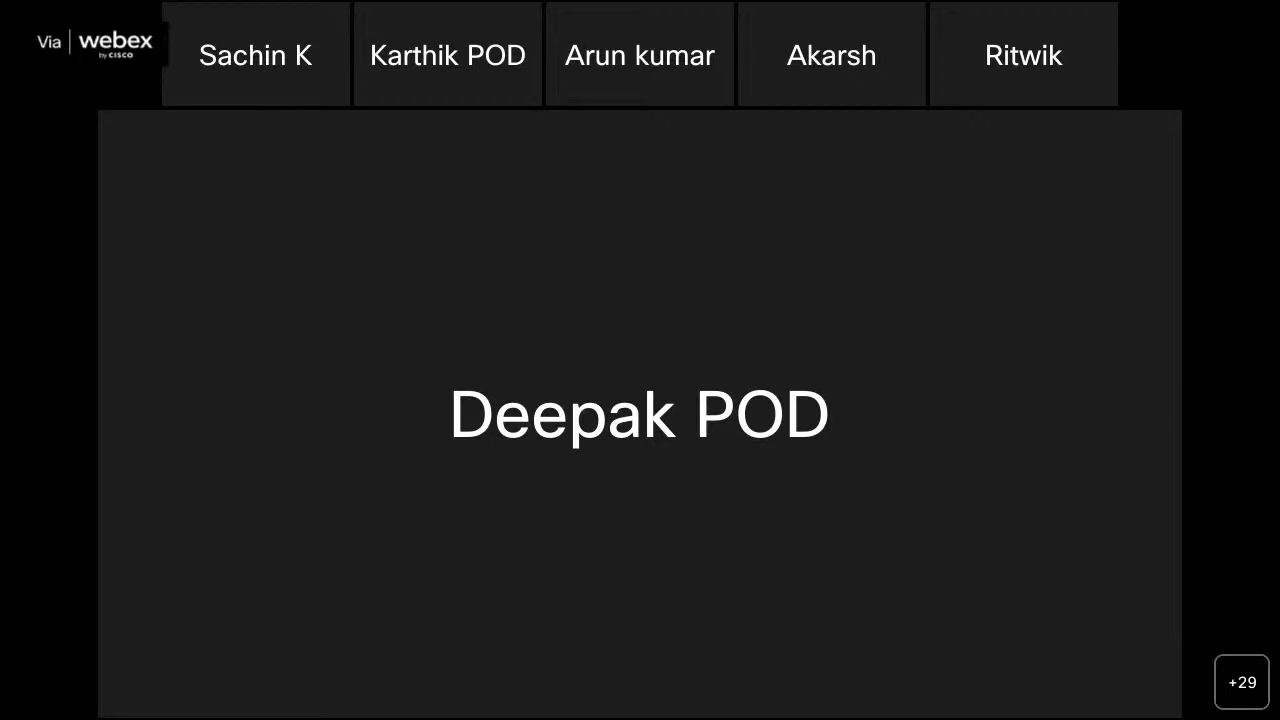 Via webex
by CISCO
Sachin K
Karthik POD
Arun kumar
Akarsh
Ritwik
Deepak POD
+29